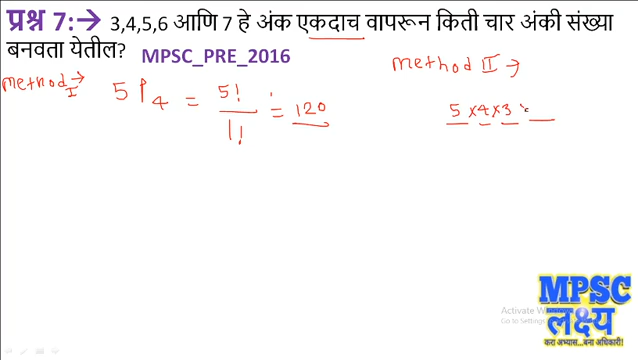 प्रश्न 7:→ 3,4,5,6 आणि 7 हे अंक एकदाच वापरून किती चार अंकी संख्या
बनवता येतील? MPSC_PRE_2016
method I →
5P4 = 5!/1! = 120
method II →
5 x 4 x 3 x
Activate Windows
Go to Settings
MPSC
लक्ष्य
करा अभ्यास...बना अधिकारी!